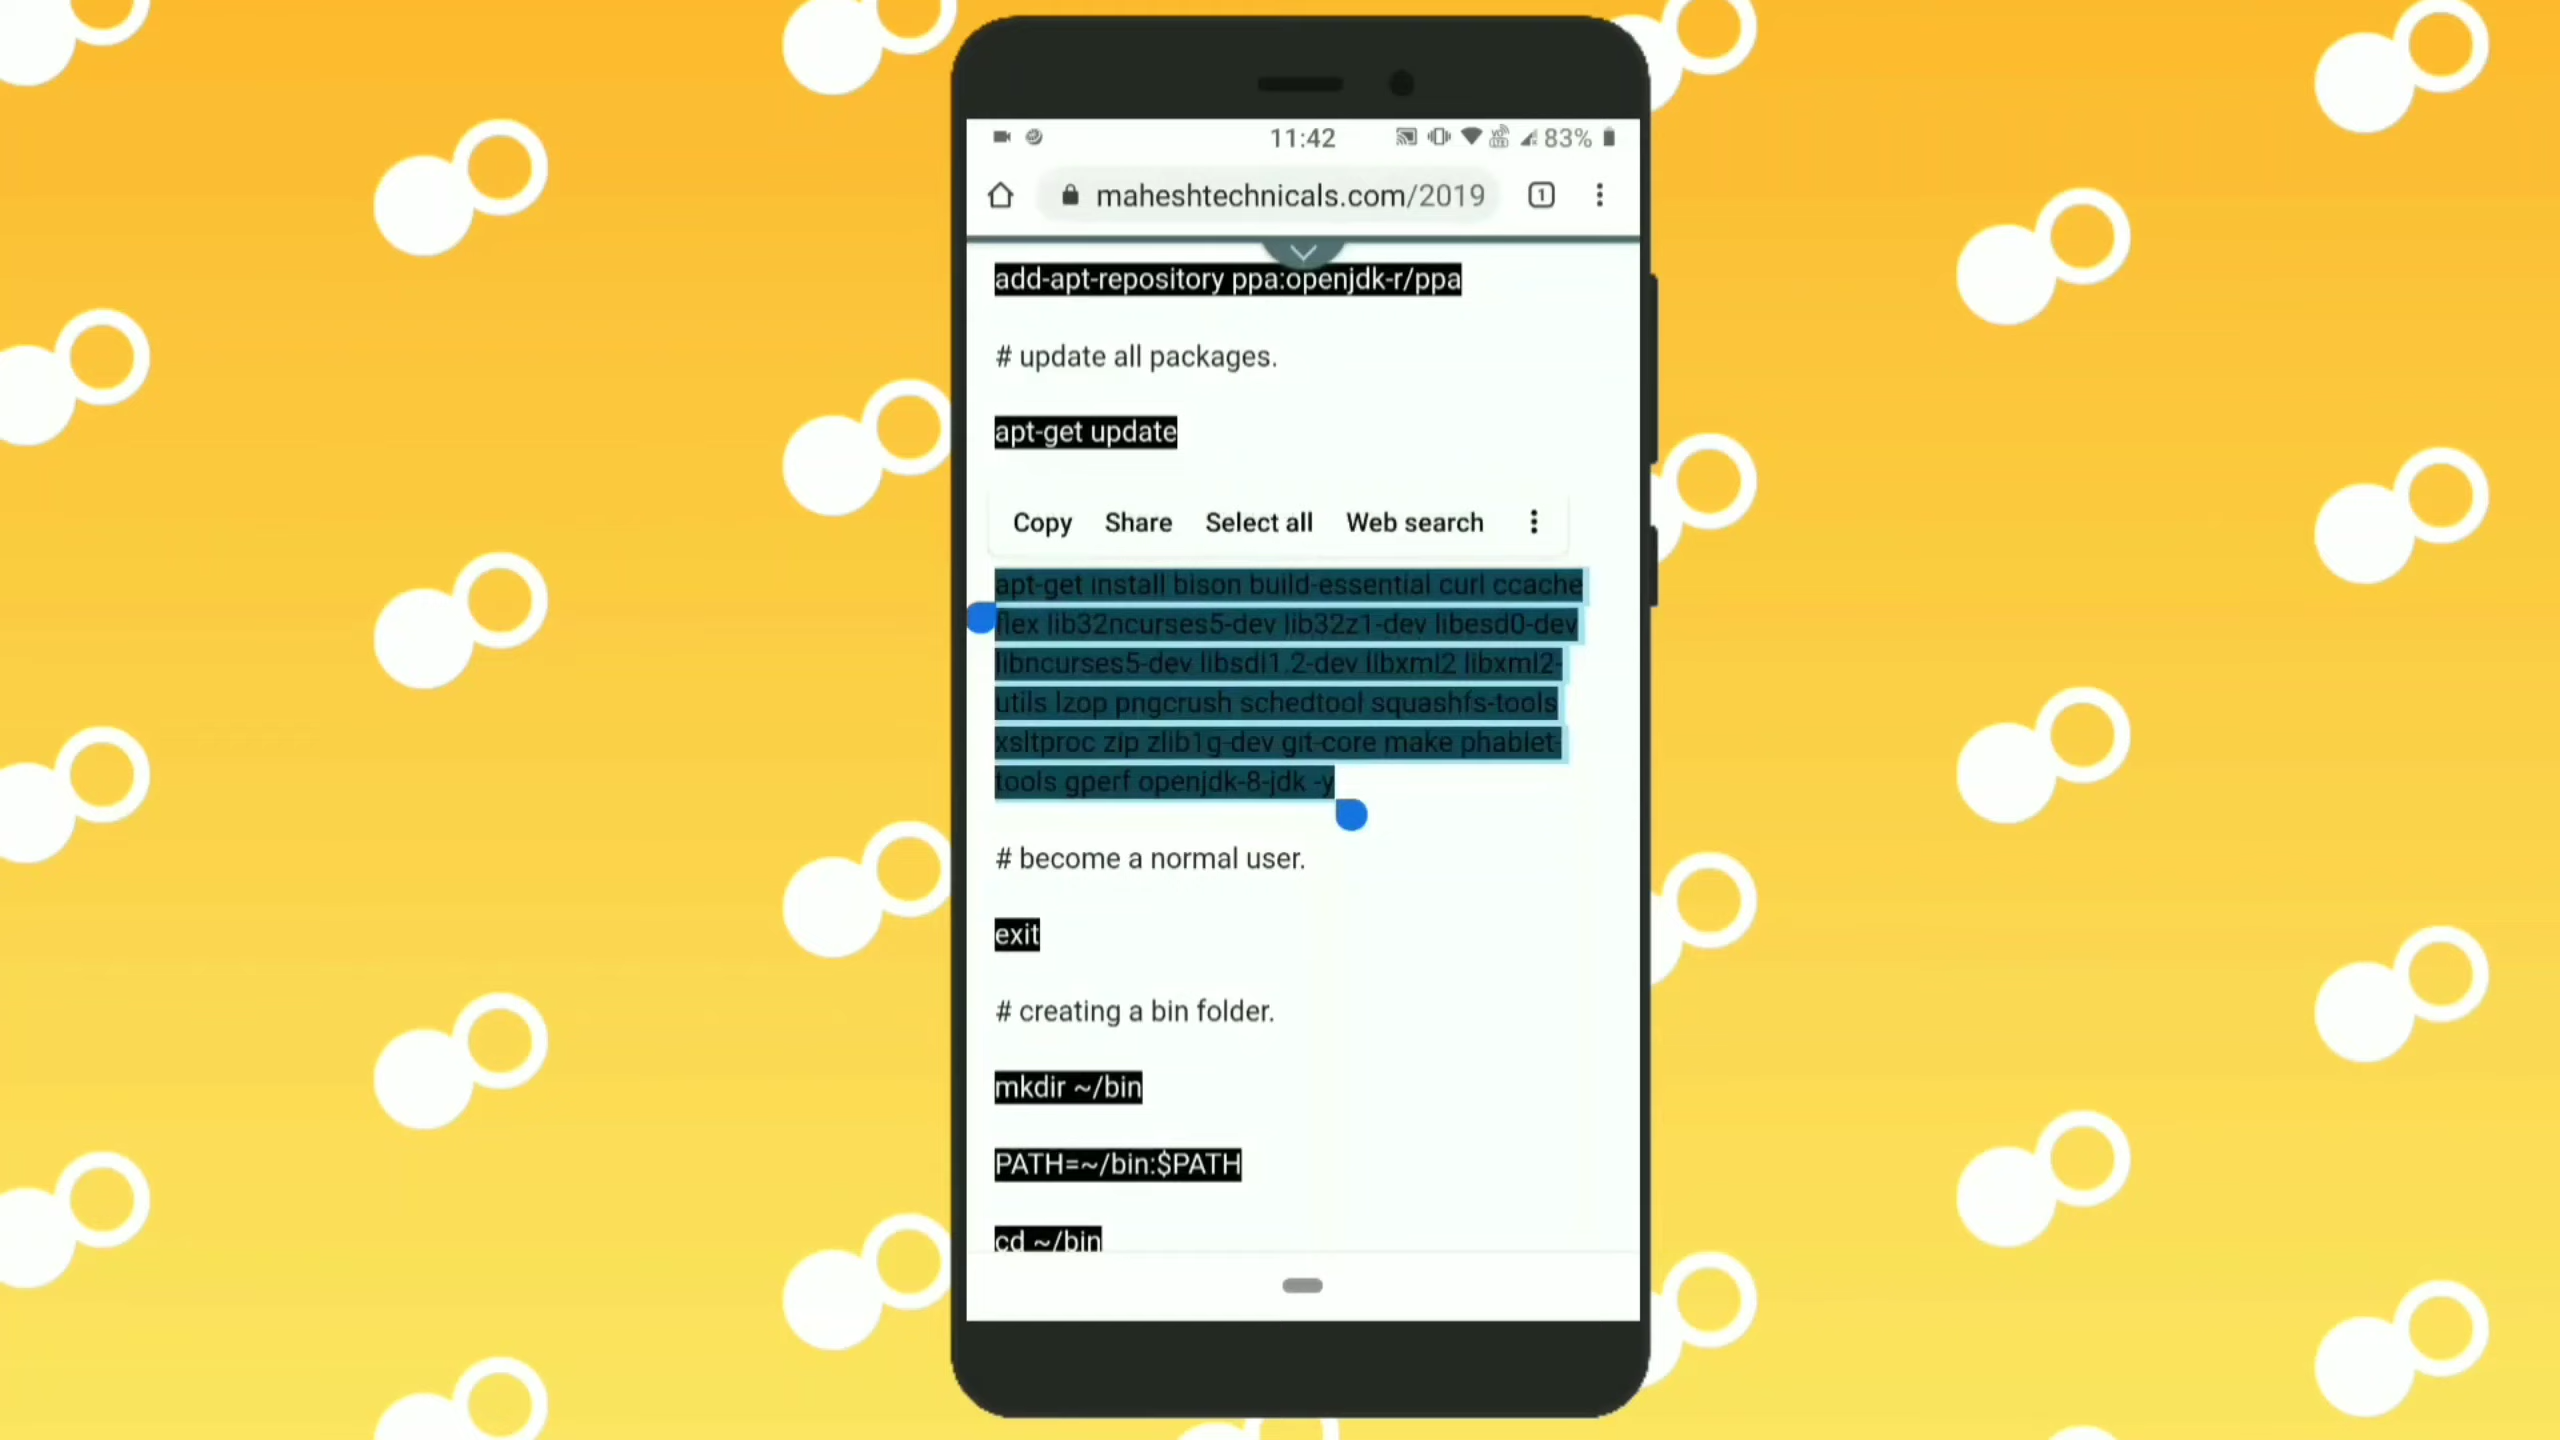 11:42
83%
maheshtechnicals.com/2019
1
add-apt-repository ppa:openjdk-r/ppa
# update all packages.
apt-get update
Copy Share Select all Web search
apt-get install bison build-essential curl ccache
flex lib32ncurses5-dev lib32z1-dev libesd0-dev
libncurses5-dev libsdl1.2-dev libxml2 libxml2-
utils lzop pngcrush schedtool squashfs-tools
xsltproc zip zlib1g-dev git-core make phablet-
tools gperf openjdk-8-jdk -y
# become a normal user.
exit
# creating a bin folder.
mkdir ~/bin
PATH=~/bin:$PATH
cd ~/bin